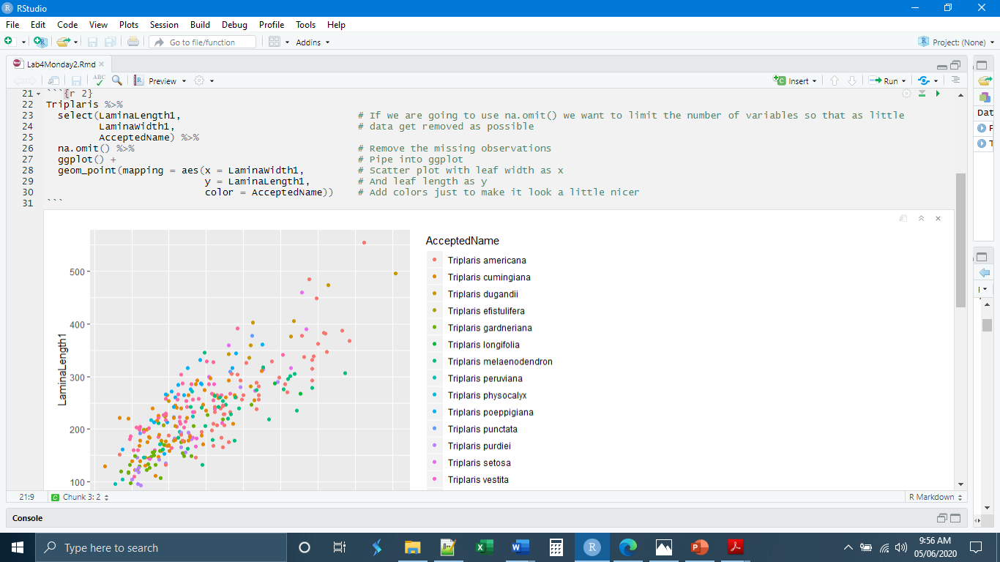 RStudio
File Edit Code View Plots Session Build Debug Profile Tools Help
Go to file/function
Addins
Project: (None)
Lab4Monday2.Rmd
ABC
Preview
Insert
Run
21 ```{r 2}
22 Triplaris %>%
23 select(LaminaLength1, # If we are going to use na.omit() we want to limit the number of variables so that as little
24 LaminaWidth1, # data get removed as possible
25 AcceptedName) %>%
26 na.omit() %>% # Remove the missing observations
27 ggplot() + # Pipe into ggplot
28 geom_point(mapping = aes(x = LaminaWidth1, # Scatter plot with leaf width as x
29 y = LaminaLength1, # And leaf length as y
30 color = AcceptedName)) # Add colors just to make it look a little nicer
31 ```
Dat
500
400
300
200
100
LaminaLength1
AcceptedName
Triplaris americana
Triplaris cumingiana
Triplaris dugandii
Triplaris efistulifera
Triplaris gardneriana
Triplaris longifolia
Triplaris melaenodendron
Triplaris peruviana
Triplaris physocalyx
Triplaris poeppigiana
Triplaris punctata
Triplaris purdiei
Triplaris setosa
Triplaris vestita
21:9 C Chunk 3: 2 R Markdown
Console
Type here to search
9:56 AM
05/06/2020